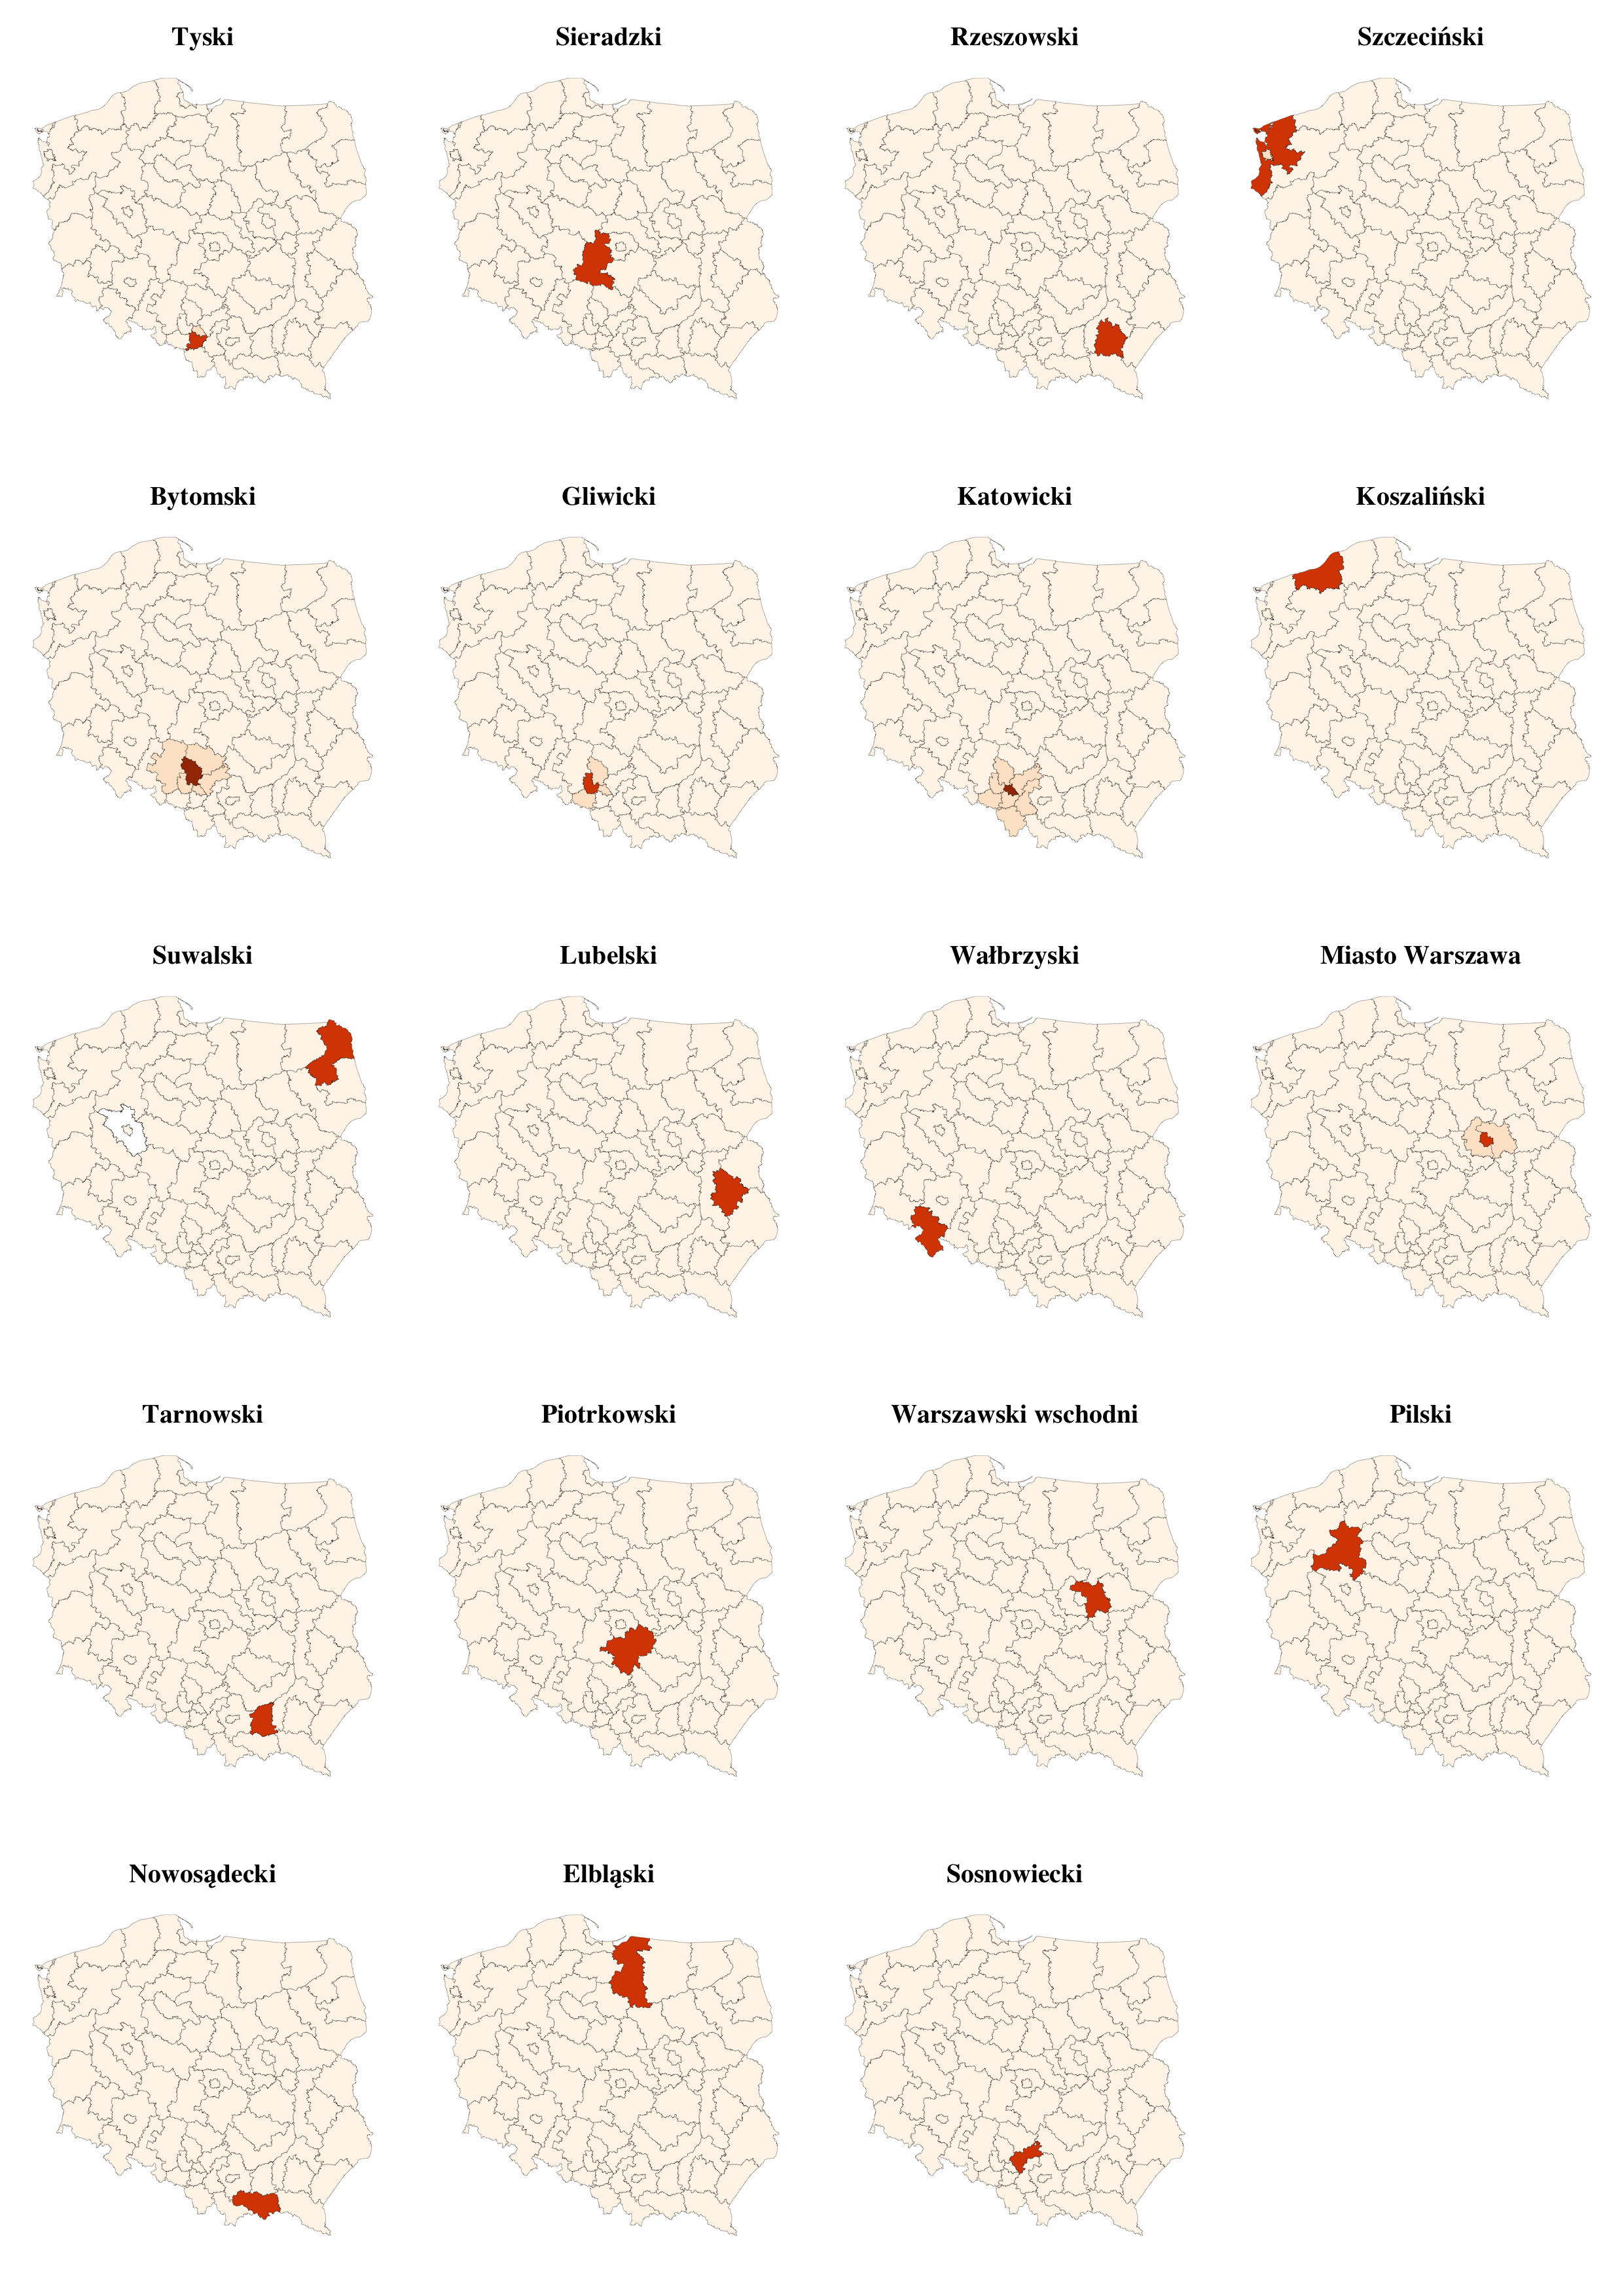 Tyski
Sieradzki
Rzeszowski
Szczeciński
Bytomski
Gliwicki
Katowicki
Koszaliński
Suwalski
Lubelski
Wałbrzyski
Miasto Warszawa
Tarnowski
Piotrkowski
Warszawski wschodni
Pilski
Nowosądecki
Elbląski
Sosnowiecki